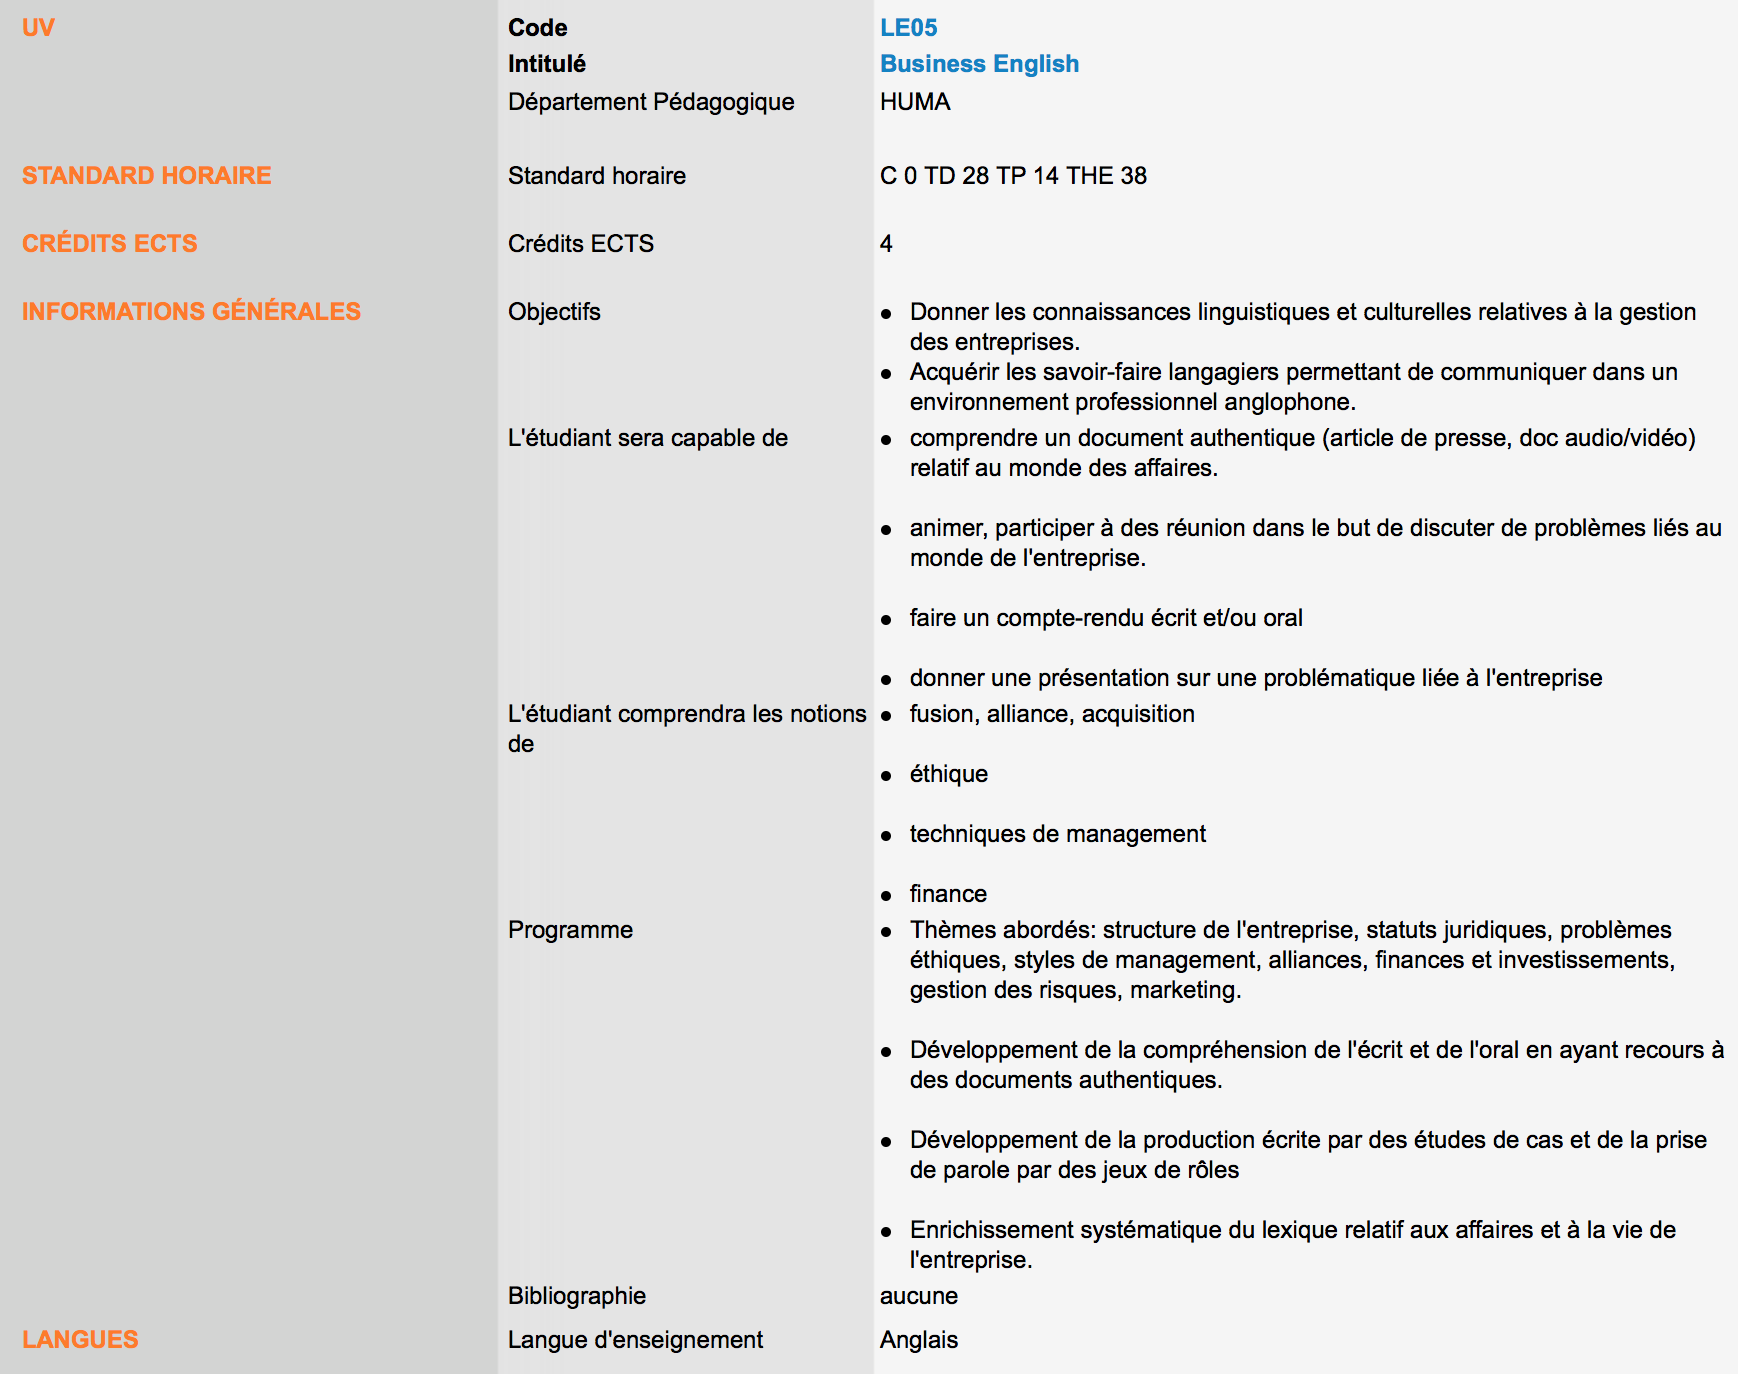 UV Code LE05
Intitulé Business English
Département Pédagogique HUMA
STANDARD HORAIRE Standard horaire C 0 TD 28 TP 14 THE 38
CRÉDITS ECTS Crédits ECTS 4
INFORMATIONS GÉNÉRALES Objectifs ● Donner les connaissances linguistiques et culturelles relatives à la gestion
des entreprises.
● Acquérir les savoir-faire langagiers permettant de communiquer dans un
environnement professionnel anglophone.
L'étudiant sera capable de ● comprendre un document authentique (article de presse, doc audio/vidéo)
relatif au monde des affaires.
● animer, participer à des réunion dans le but de discuter de problèmes liés au
monde de l'entreprise.
● faire un compte-rendu écrit et/ou oral
● donner une présentation sur une problématique liée à l'entreprise
L'étudiant comprendra les notions
de
● fusion, alliance, acquisition
● éthique
● techniques de management
● finance
Programme ● Thèmes abordés: structure de l'entreprise, statuts juridiques, problèmes
éthiques, styles de management, alliances, finances et investissements,
gestion des risques, marketing.
● Développement de la compréhension de l'écrit et de l'oral en ayant recours à
des documents authentiques.
● Développement de la production écrite par des études de cas et de la prise
de parole par des jeux de rôles
● Enrichissement systématique du lexique relatif aux affaires et à la vie de
l'entreprise.
Bibliographie aucune
LANGUES Langue d'enseignement Anglais